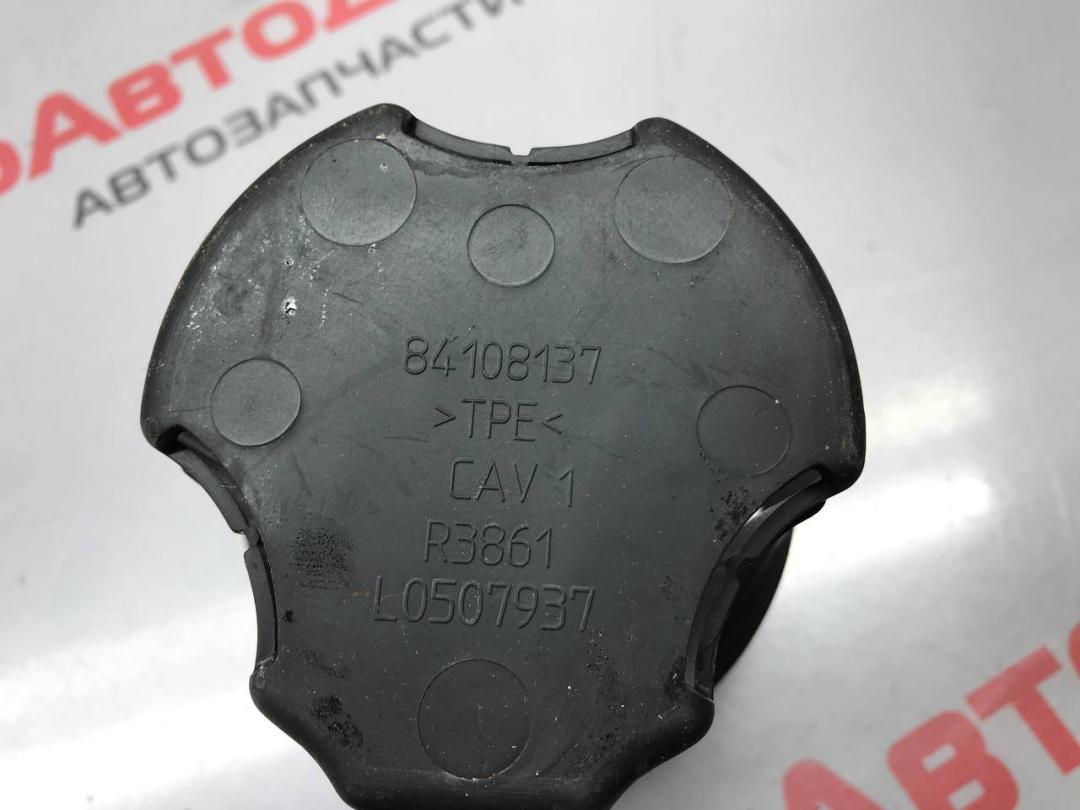 АВТОД
АВТОЗАПЧАСТИ
84108137
>TPE<
CAV 1
R3861
L0507937
АВТОД